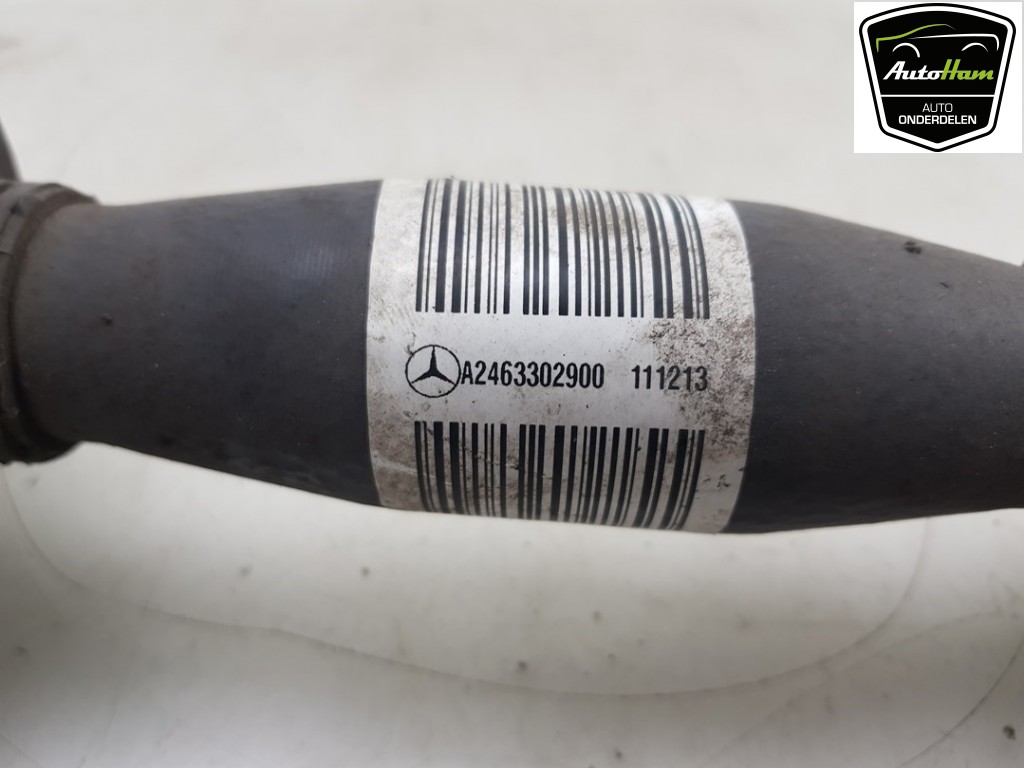 AutoHam
AUTO
ONDERDELEN
A2463302900 111213